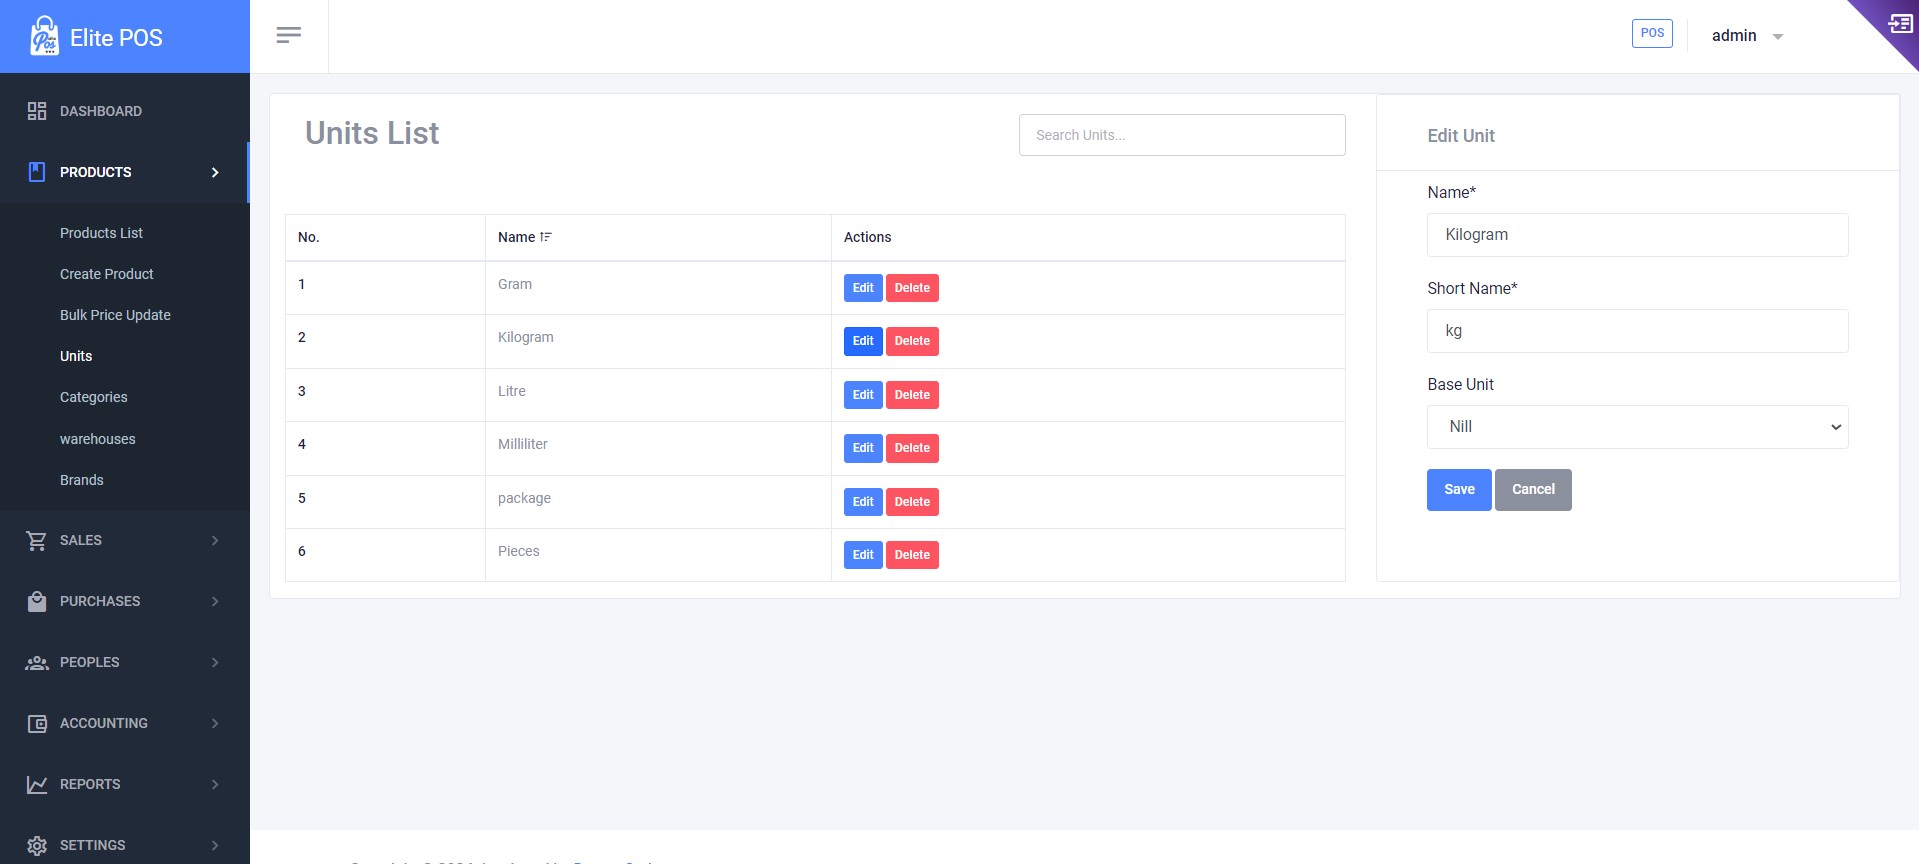 Elite POS
POS
admin
DASHBOARD
PRODUCTS
Products List
Create Product
Bulk Price Update
Units
Categories
warehouses
Brands
SALES
PURCHASES
PEOPLES
ACCOUNTING
REPORTS
SETTINGS
Units List
Search Units...
No. Name Actions
1 Gram Edit Delete
2 Kilogram Edit Delete
3 Litre Edit Delete
4 Milliliter Edit Delete
5 package Edit Delete
6 Pieces Edit Delete
Edit Unit
Name*
Kilogram
Short Name*
kg
Base Unit
Nill
Save Cancel